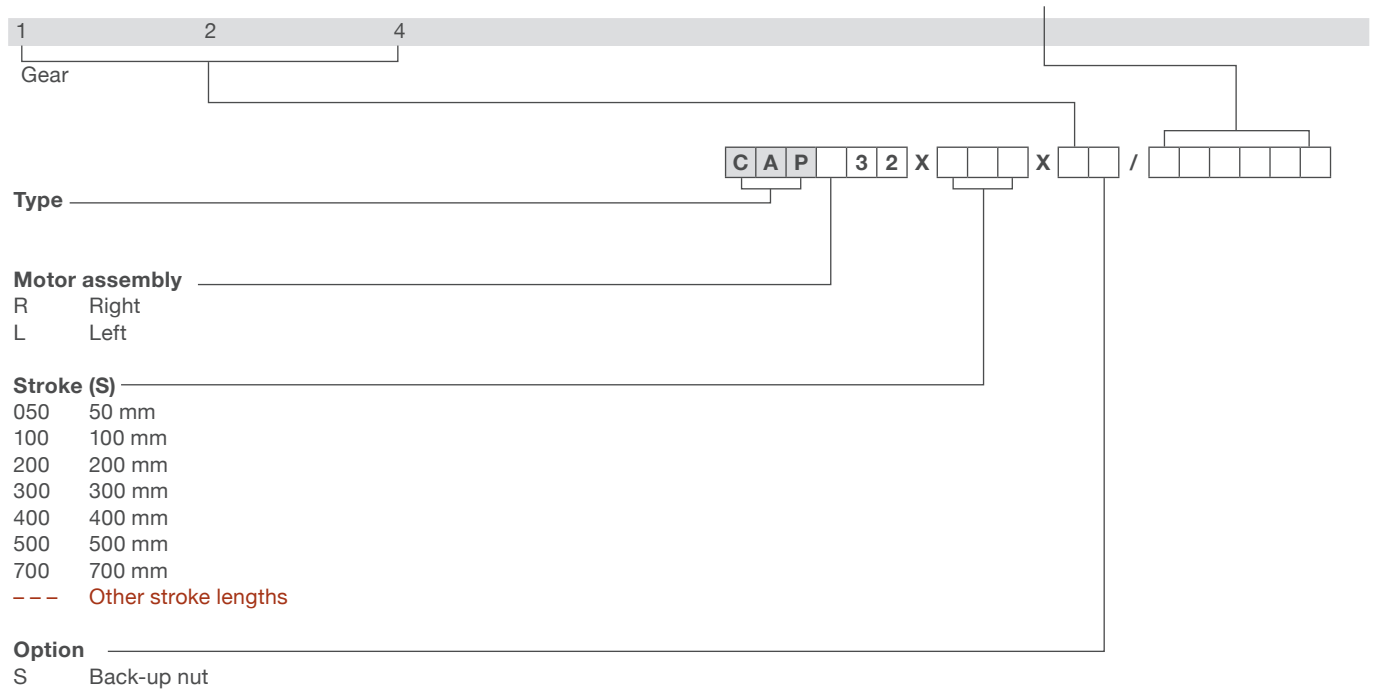 1 2 4
Gear
C A P 3 2 X X /
Type
Motor assembly
R Right
L Left
Stroke (S)
050 50 mm
100 100 mm
200 200 mm
300 300 mm
400 400 mm
500 500 mm
700 700 mm
– – – Other stroke lengths
Option
S Back-up nut